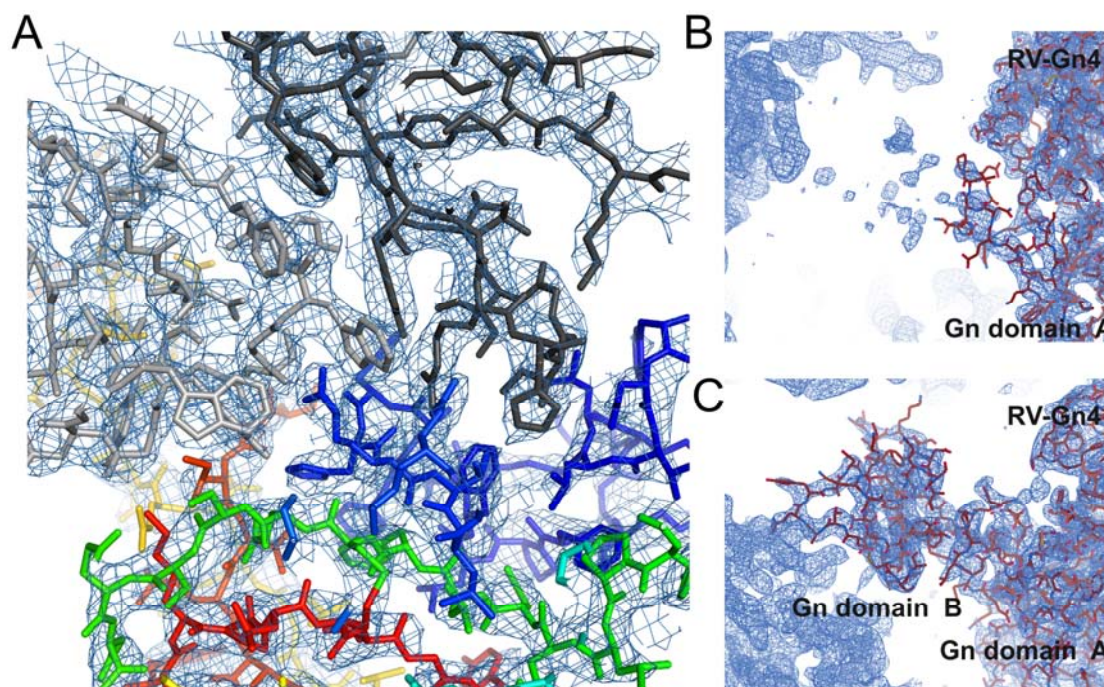 A
B
RV-Gn4
Gn domain A
C
RV-Gn4
Gn domain B
Gn domain A